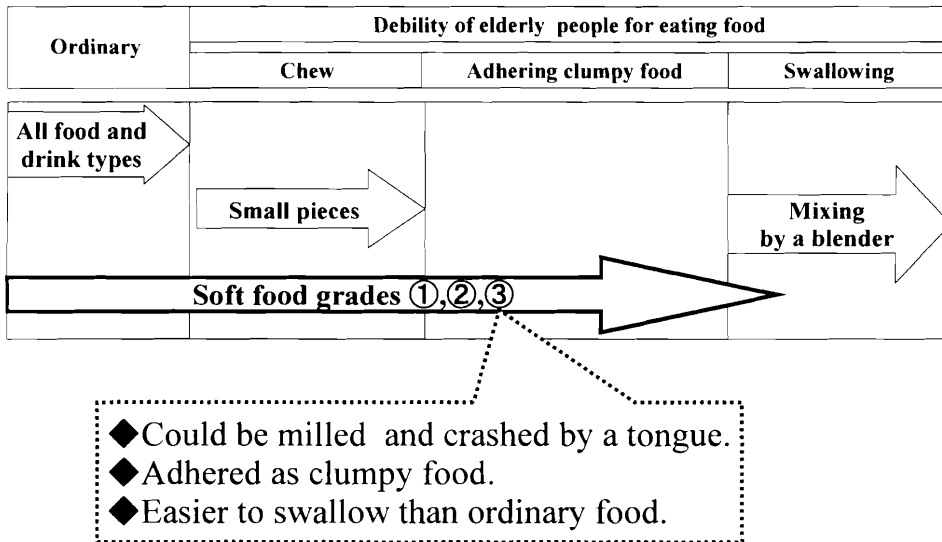 Ordinary
Debility of elderly people for eating food
Chew
Adhering clumpy food
Swallowing
All food and
drink types
Small pieces
Mixing
by a blender
Soft food grades ①,②,③
◆Could be milled and crashed by a tongue.
◆Adhered as clumpy food.
◆Easier to swallow than ordinary food.